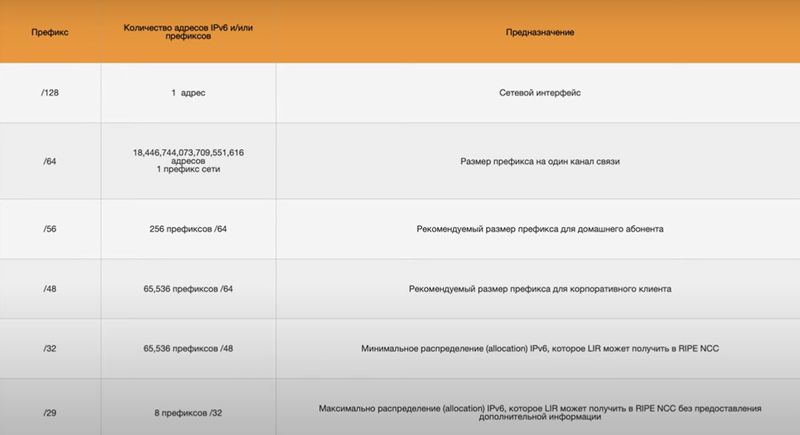 Префикс
Количество адресов IPv6 и/или
префиксов
Предназначение
/128
1 адрес
Сетевой интерфейс
/64
18,446,744,073,709,551,616
адресов
1 префикс сети
Размер префикса на один канал связи
/56
256 префиксов /64
Рекомендуемый размер префикса для домашнего абонента
/48
65,536 префиксов /64
Рекомендуемый размер префикса для корпоративного клиента
/32
65,536 префиксов /48
Минимальное распределение (allocation) IPv6, которое LIR может получить в RIPE NCC
/29
8 префиксов /32
Максимально распределение (allocation) IPv6, которое LIR может получить в RIPE NCC без предоставления
дополнительной информации